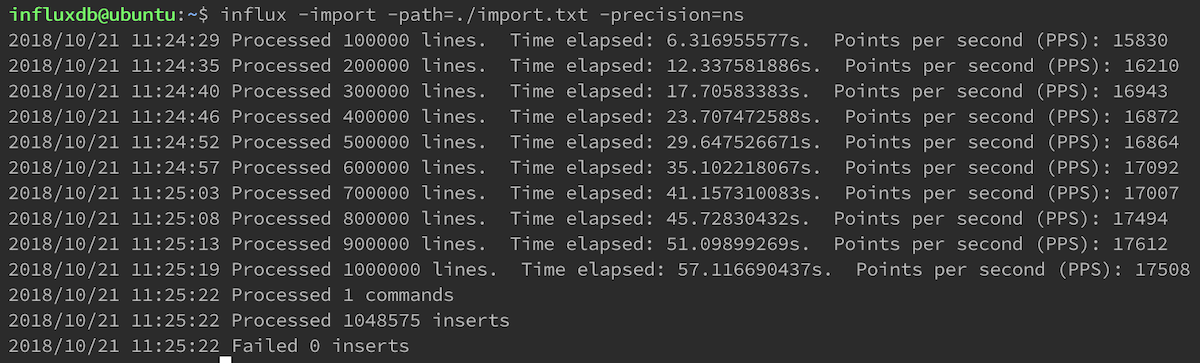 influxdb@ubuntu:~$ influx -import -path=./import.txt -precision=ns
2018/10/21 11:24:29 Processed 100000 lines.  Time elapsed: 6.316955577s.  Points per second (PPS): 15830
2018/10/21 11:24:35 Processed 200000 lines.  Time elapsed: 12.337581886s.  Points per second (PPS): 16210
2018/10/21 11:24:40 Processed 300000 lines.  Time elapsed: 17.70583383s.  Points per second (PPS): 16943
2018/10/21 11:24:46 Processed 400000 lines.  Time elapsed: 23.707472588s.  Points per second (PPS): 16872
2018/10/21 11:24:52 Processed 500000 lines.  Time elapsed: 29.647526671s.  Points per second (PPS): 16864
2018/10/21 11:24:57 Processed 600000 lines.  Time elapsed: 35.102218067s.  Points per second (PPS): 17092
2018/10/21 11:25:03 Processed 700000 lines.  Time elapsed: 41.157310083s.  Points per second (PPS): 17007
2018/10/21 11:25:08 Processed 800000 lines.  Time elapsed: 45.72830432s.  Points per second (PPS): 17494
2018/10/21 11:25:13 Processed 900000 lines.  Time elapsed: 51.09899269s.  Points per second (PPS): 17612
2018/10/21 11:25:19 Processed 1000000 lines.  Time elapsed: 57.116690437s.  Points per second (PPS): 17508
2018/10/21 11:25:22 Processed 1 commands
2018/10/21 11:25:22 Processed 1048575 inserts
2018/10/21 11:25:22 Failed 0 inserts